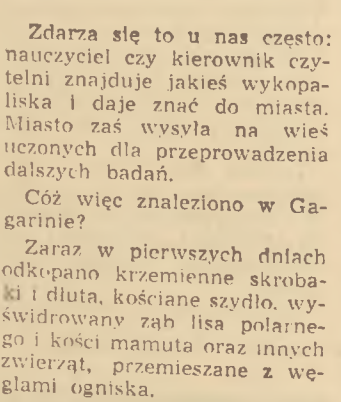 Zdarza się to u nas często:
nauczyciel czy kierownik czy-
telni znajduje jakieś wykopa-
liska i daje znać do miasta.
Miasto zaś wysyła na wieś
uczonych dla przeprowadzenia
dalszych badań.
Cóż więc znaleziono w Ga-
garinie?
Zaraz w pierwszych dniach
odkopano krzemienne skroba-
ki i dłuta, kościane szydło, wy-
świdrowany ząb lisa polarne-
go i kości mamuta oraz innych
zwierząt, przemieszane z wę-
glami ogniska.